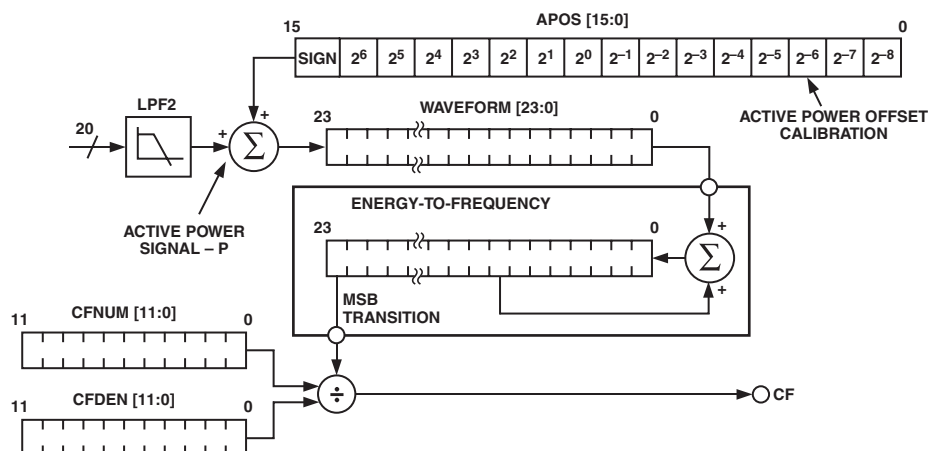 APOS [15:0]
15 0
SIGN 2⁶ 2⁵ 2⁴ 2³ 2² 2¹ 2⁰ 2⁻¹ 2⁻² 2⁻³ 2⁻⁴ 2⁻⁵ 2⁻⁶ 2⁻⁷ 2⁻⁸
ACTIVE POWER OFFSET
CALIBRATION
LPF2
20
+
+
Σ
WAVEFORM [23:0]
23 0
ACTIVE POWER
SIGNAL – P
ENERGY-TO-FREQUENCY
23 0
+
Σ
+
MSB
TRANSITION
CFNUM [11:0]
11 0
÷
CF
CFDEN [11:0]
11 0